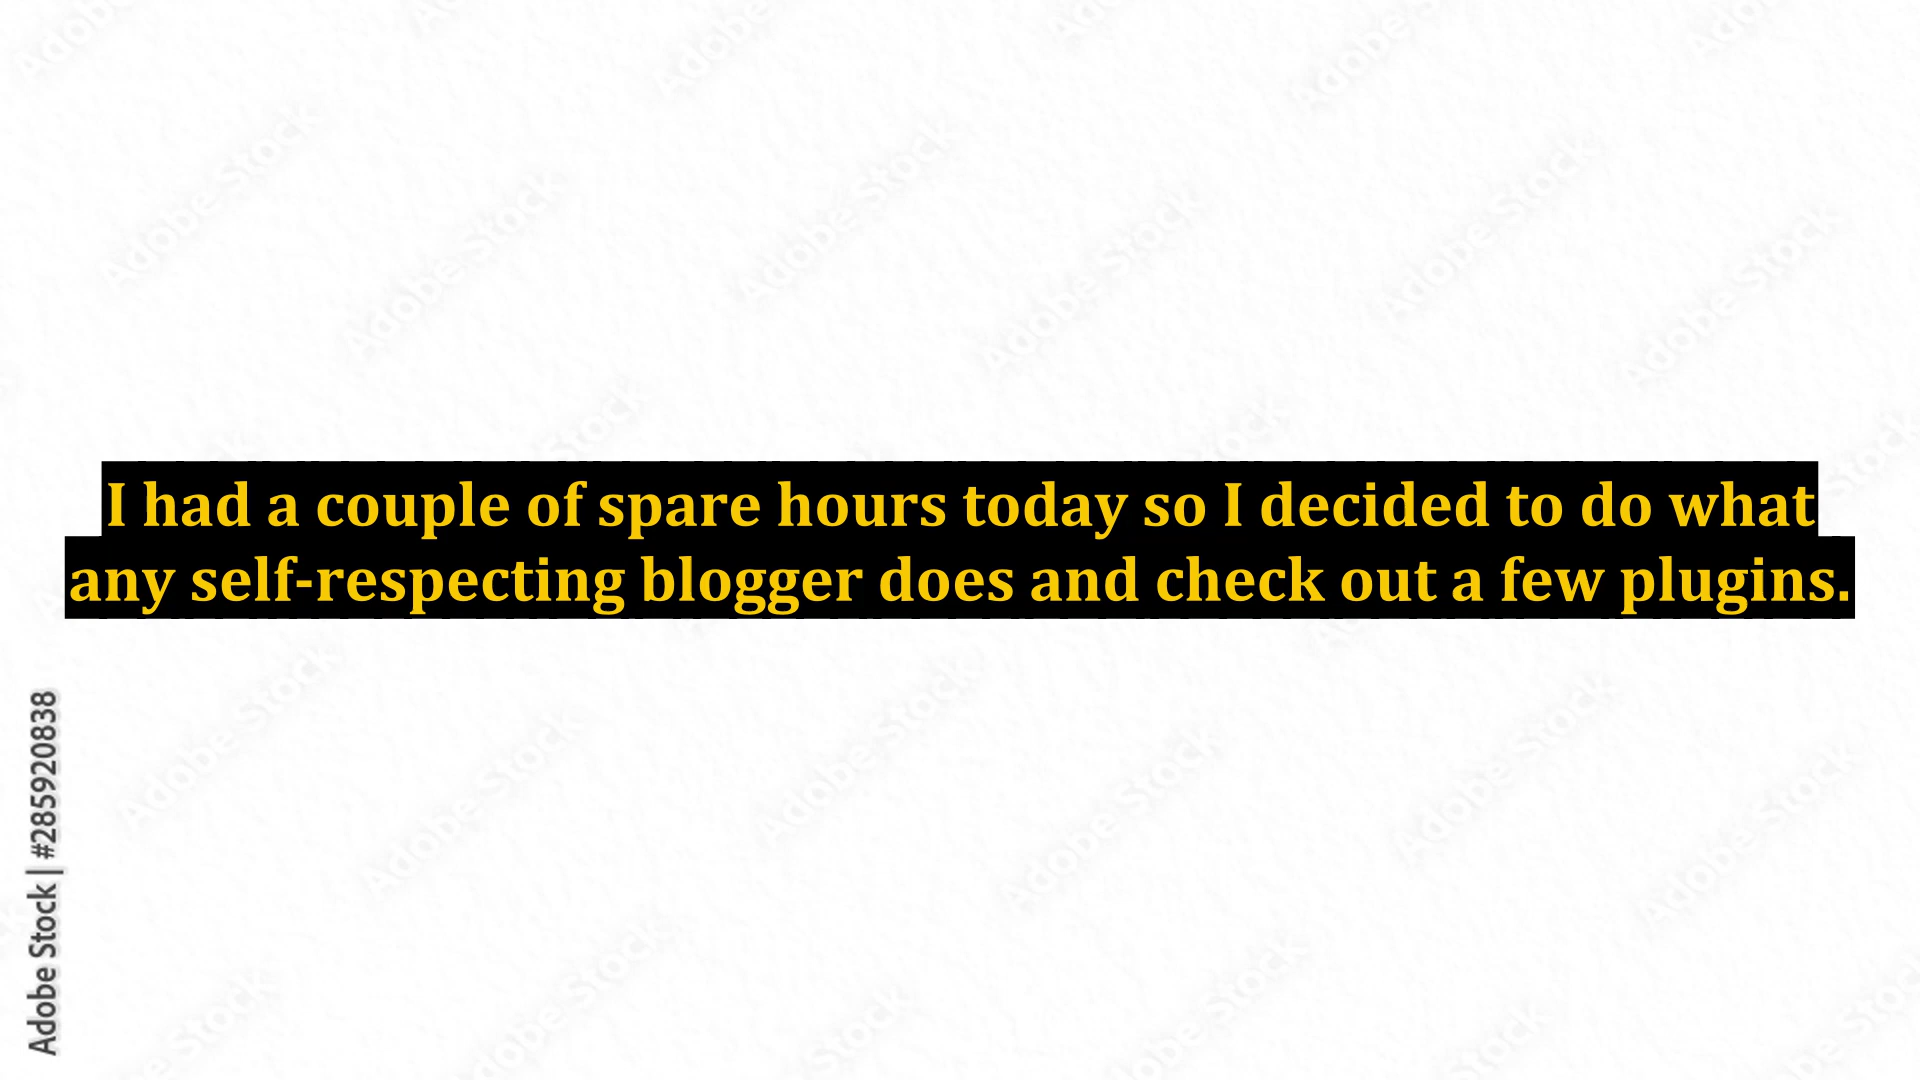 I had a couple of spare hours today so I decided to do what
any self-respecting blogger does and check out a few plugins.
Adobe Stock | #285920838